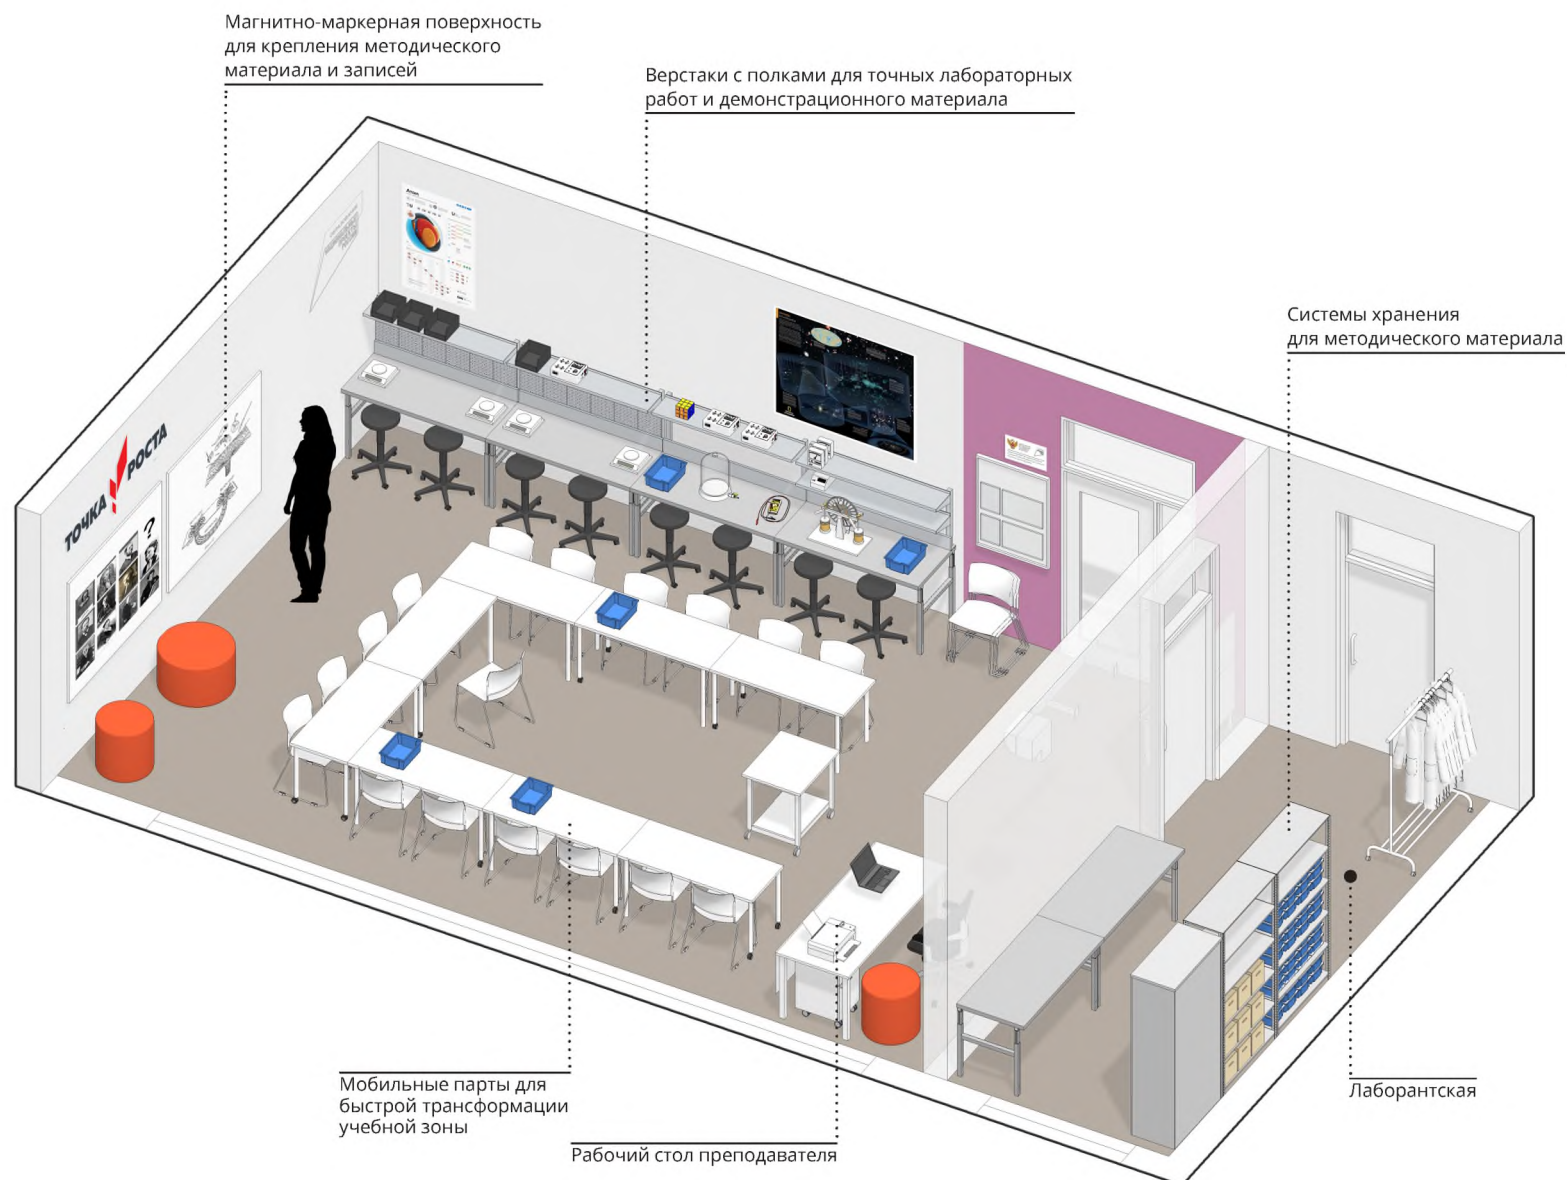 Магнитно-маркерная поверхность
для крепления методического
материала и записей
Верстаки с полками для точных лабораторных
работ и демонстрационного материала
Системы хранения
для методического материала
Атом
ТОЧКА РОСТА
?
Мобильные парты для
быстрой трансформации
учебной зоны
Рабочий стол преподавателя
Лаборантская